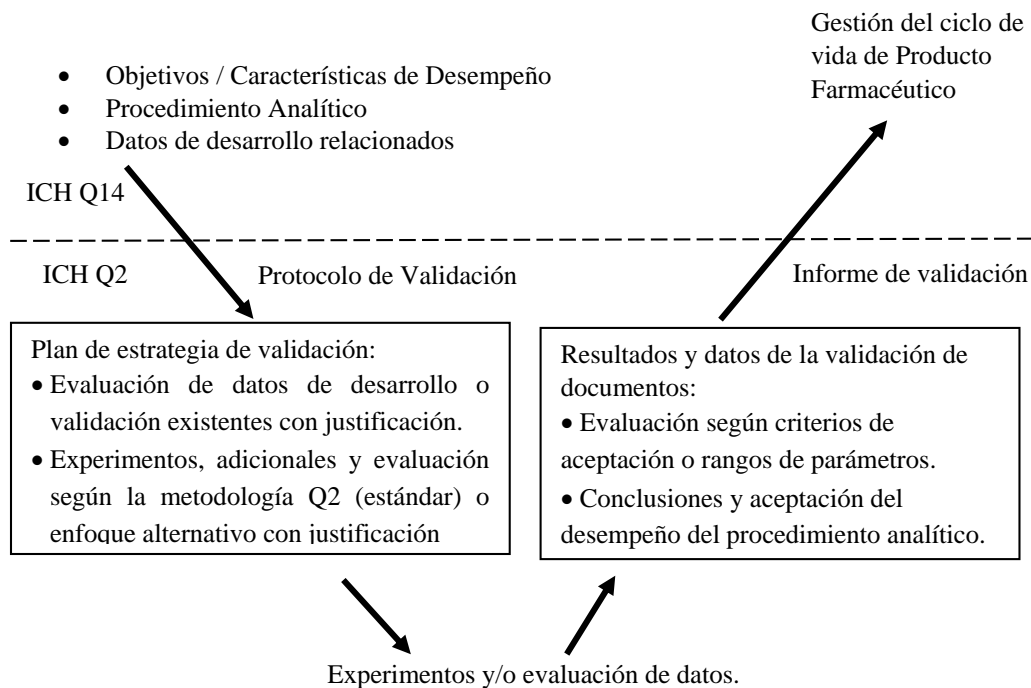 Gestión del ciclo de
vida de Producto
Farmacéutico
• Objetivos / Características de Desempeño
• Procedimiento Analítico
• Datos de desarrollo relacionados
ICH Q14
ICH Q2
Protocolo de Validación
Informe de validación
Plan de estrategia de validación:
• Evaluación de datos de desarrollo o
validación existentes con justificación.
• Experimentos, adicionales y evaluación
según la metodología Q2 (estándar) o
enfoque alternativo con justificación
Resultados y datos de la validación de
documentos:
• Evaluación según criterios de
aceptación o rangos de parámetros.
• Conclusiones y aceptación del
desempeño del procedimiento analítico.
Experimentos y/o evaluación de datos.